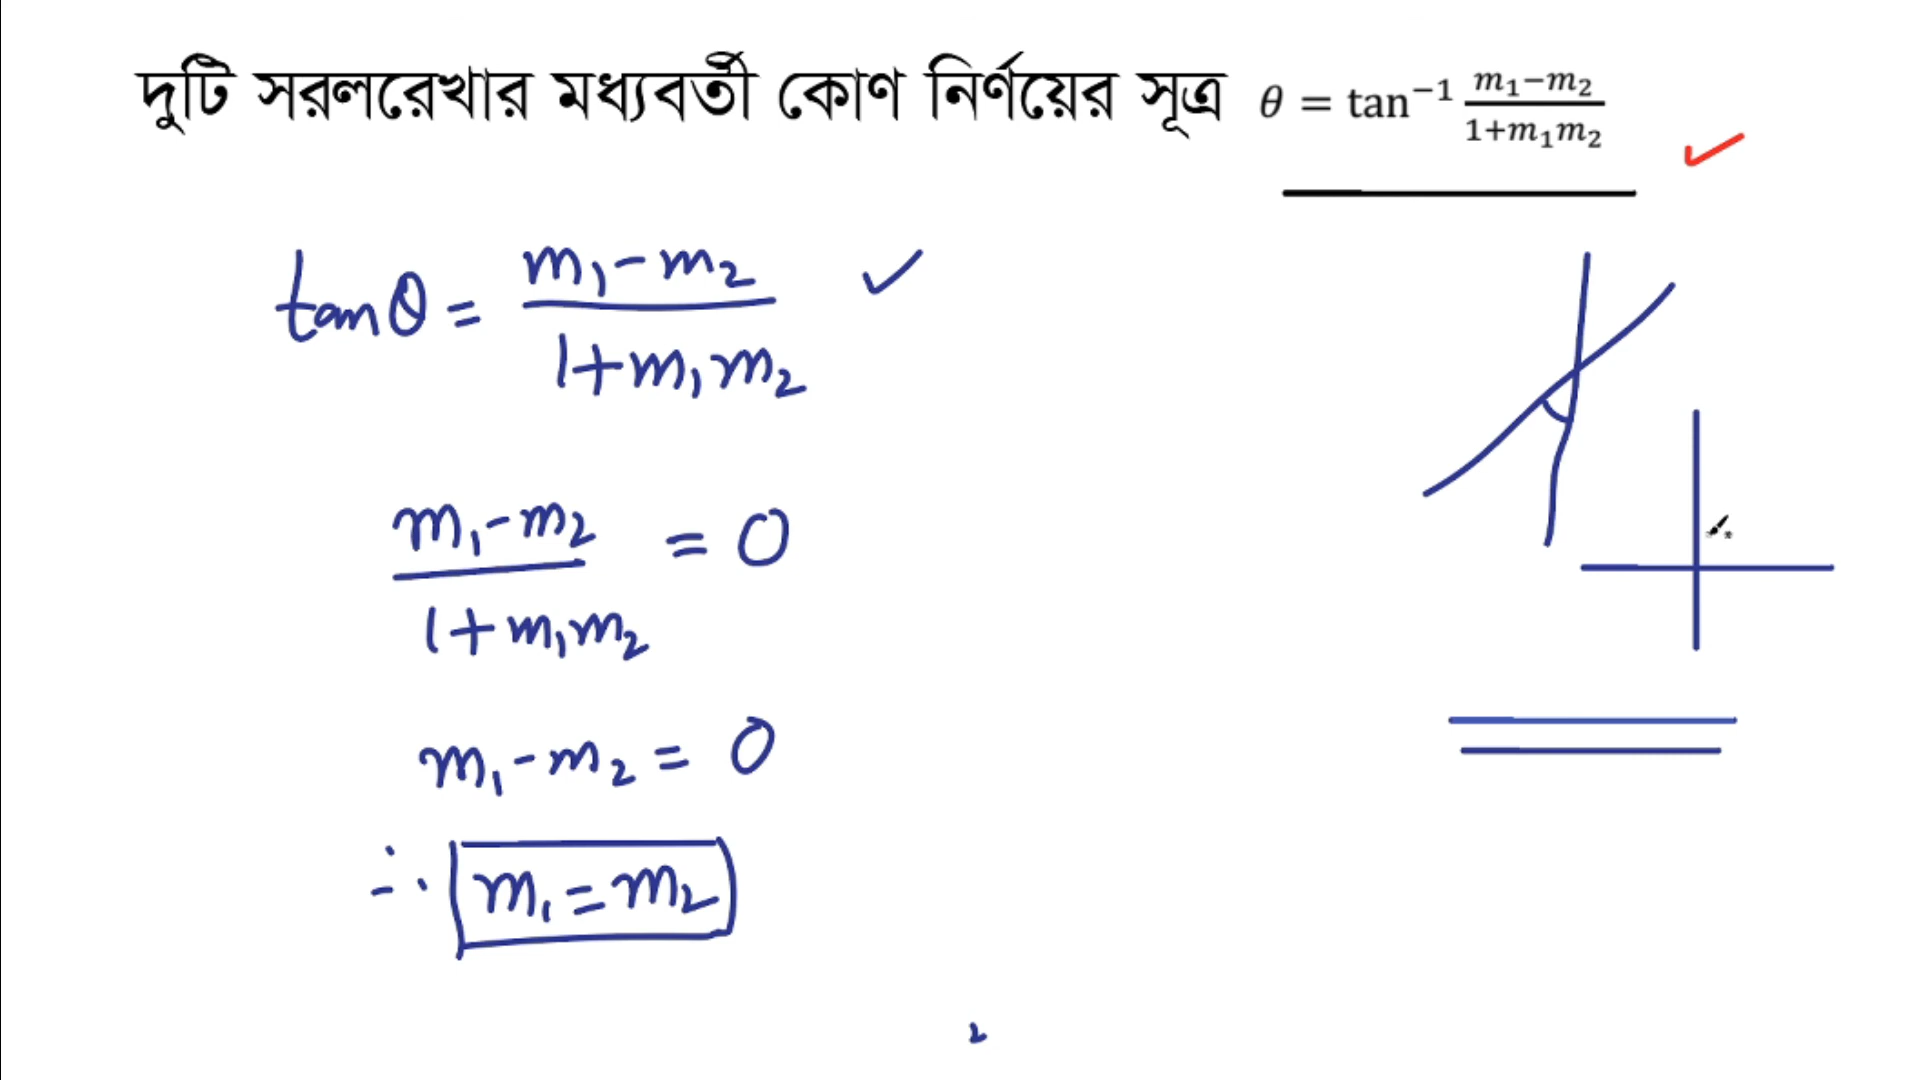 দুটি সরলরেখার মধ্যবর্তী কোণ নির্ণয়ের সূত্র θ = tan⁻¹ (m₁−m₂)/(1+m₁m₂)
tanθ = (m₁-m₂)/(1+m₁m₂)
(m₁-m₂)/(1+m₁m₂) = 0
m₁-m₂ = 0
∴ m₁=m₂
2